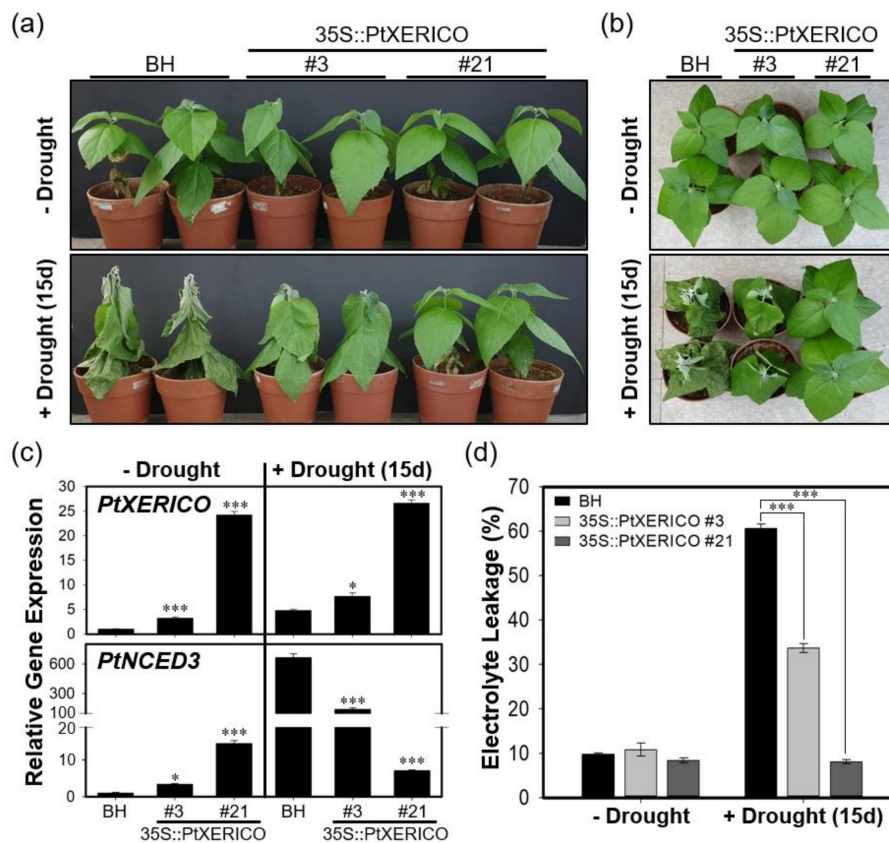 (a)
35S::PtXERICO
BH
#3
#21
- Drought
+ Drought (15d)
(b)
35S::PtXERICO
BH
#3
#21
- Drought
+ Drought (15d)
(c)
- Drought
+ Drought (15d)
Relative Gene Expression
PtXERICO
30
25
20
15
10
5
0
***
***
*
***
PtNCED3
600
300
100
20
10
0
*
***
***
***
BH
#3
#21
BH
#3
#21
35S::PtXERICO
35S::PtXERICO
(d)
Electrolyte Leakage (%)
70
60
50
40
30
20
10
0
BH
35S::PtXERICO #3
35S::PtXERICO #21
***
***
- Drought
+ Drought (15d)